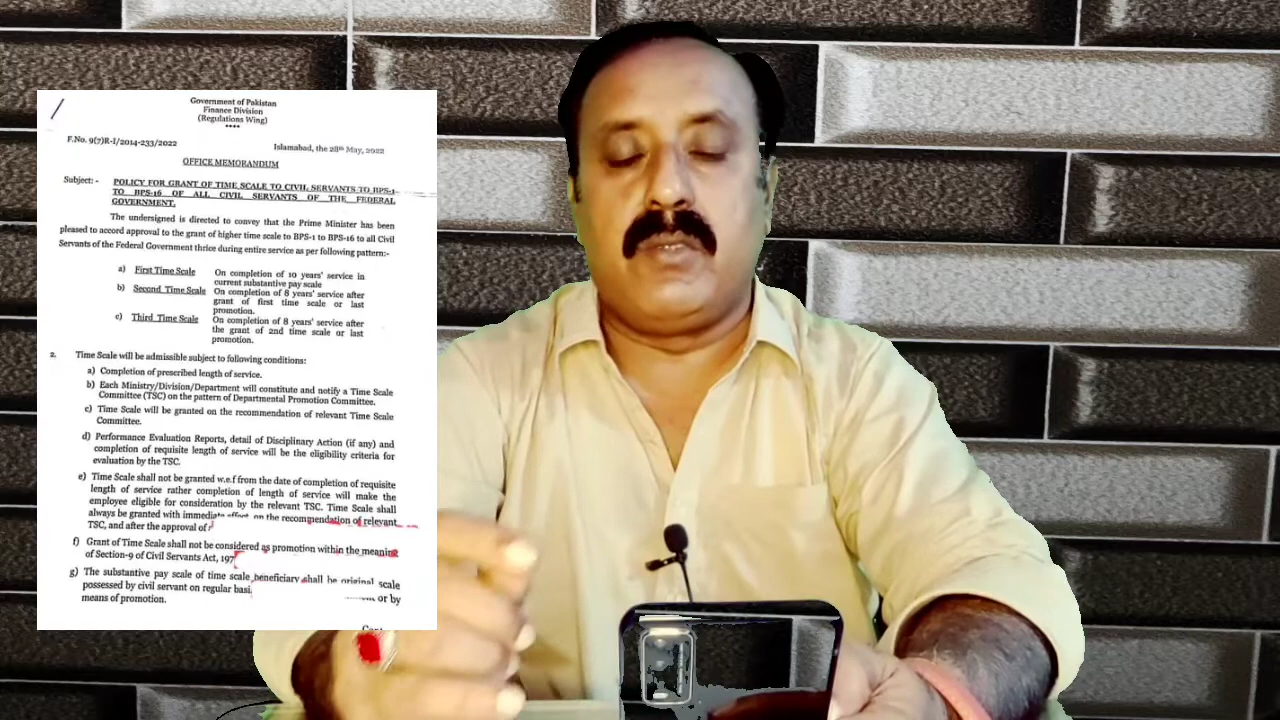 Government of Pakistan
Finance Division
(Regulations Wing)
****
F.No. 9(7)R-I/2014-233/2022
Islamabad, the 28th May, 2022
OFFICE MEMORANDUM
Subject: - POLICY FOR GRANT OF TIME SCALE TO CIVIL SERVANTS TO BPS-1
TO BPS-16 OF ALL CIVIL SERVANTS OF THE FEDERAL
GOVERNMENT.
The undersigned is directed to convey that the Prime Minister has been
pleased to accord approval to the grant of higher time scale to BPS-1 to BPS-16 to all Civil
Servants of the Federal Government thrice during entire service as per following pattern:-
a) First Time Scale On completion of 10 years' service in
current substantive pay scale
b) Second Time Scale On completion of 8 years' service after
grant of first time scale or last
promotion.
c) Third Time Scale On completion of 8 years' service after
the grant of 2nd time scale or last
promotion.
2. Time Scale will be admissible subject to following conditions:
a) Completion of prescribed length of service.
b) Each Ministry/Division/Department will constitute and notify a Time Scale
Committee (TSC) on the pattern of Departmental Promotion Committee.
c) Time Scale will be granted on the recommendation of relevant Time Scale
Committee.
d) Performance Evaluation Reports, detail of Disciplinary Action (if any) and
completion of requisite length of service will be the eligibility criteria for
evaluation by the TSC.
e) Time Scale shall not be granted w.e.f from the date of completion of requisite
length of service rather completion of length of service will make the
employee eligible for consideration by the relevant TSC. Time Scale shall
always be granted with immediate effect on the recommendation of relevant
TSC, and after the approval of
f) Grant of Time Scale shall not be considered as promotion within the meaning
of Section-9 of Civil Servants Act, 197
g) The substantive pay scale of time scale beneficiary shall be original scale
possessed by civil servant on regular basi
or by
means of promotion.